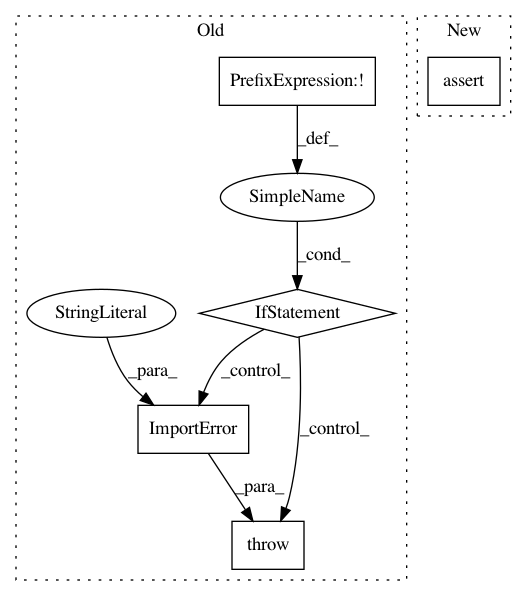 Old
New
PrefixExpression:!
assert
_def_
SimpleName
_cond_
StringLiteral
IfStatement
_para_
_control_
ImportError
_control_
_para_
throw